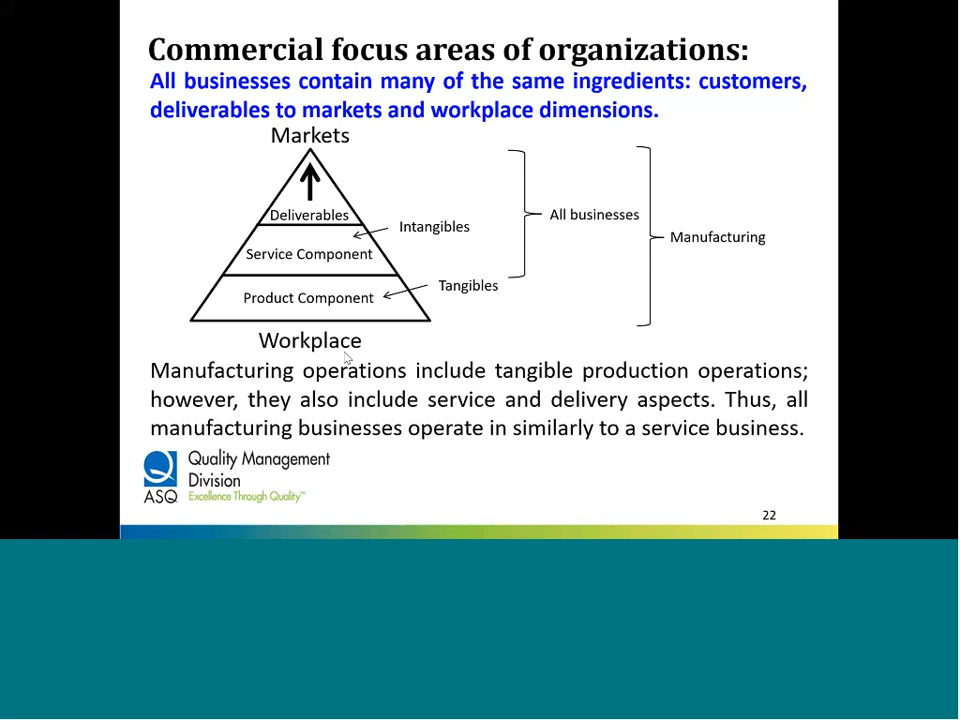 Commercial focus areas of organizations:
All businesses contain many of the same ingredients: customers,
deliverables to markets and workplace dimensions.
Markets
Deliverables
Intangibles
All businesses
Manufacturing
Service Component
Tangibles
Product Component
Workplace
Manufacturing operations include tangible production operations;
however, they also include service and delivery aspects. Thus, all
manufacturing businesses operate in similarly to a service business.
Quality Management
Division
ASQ Excellence Through Quality™
22